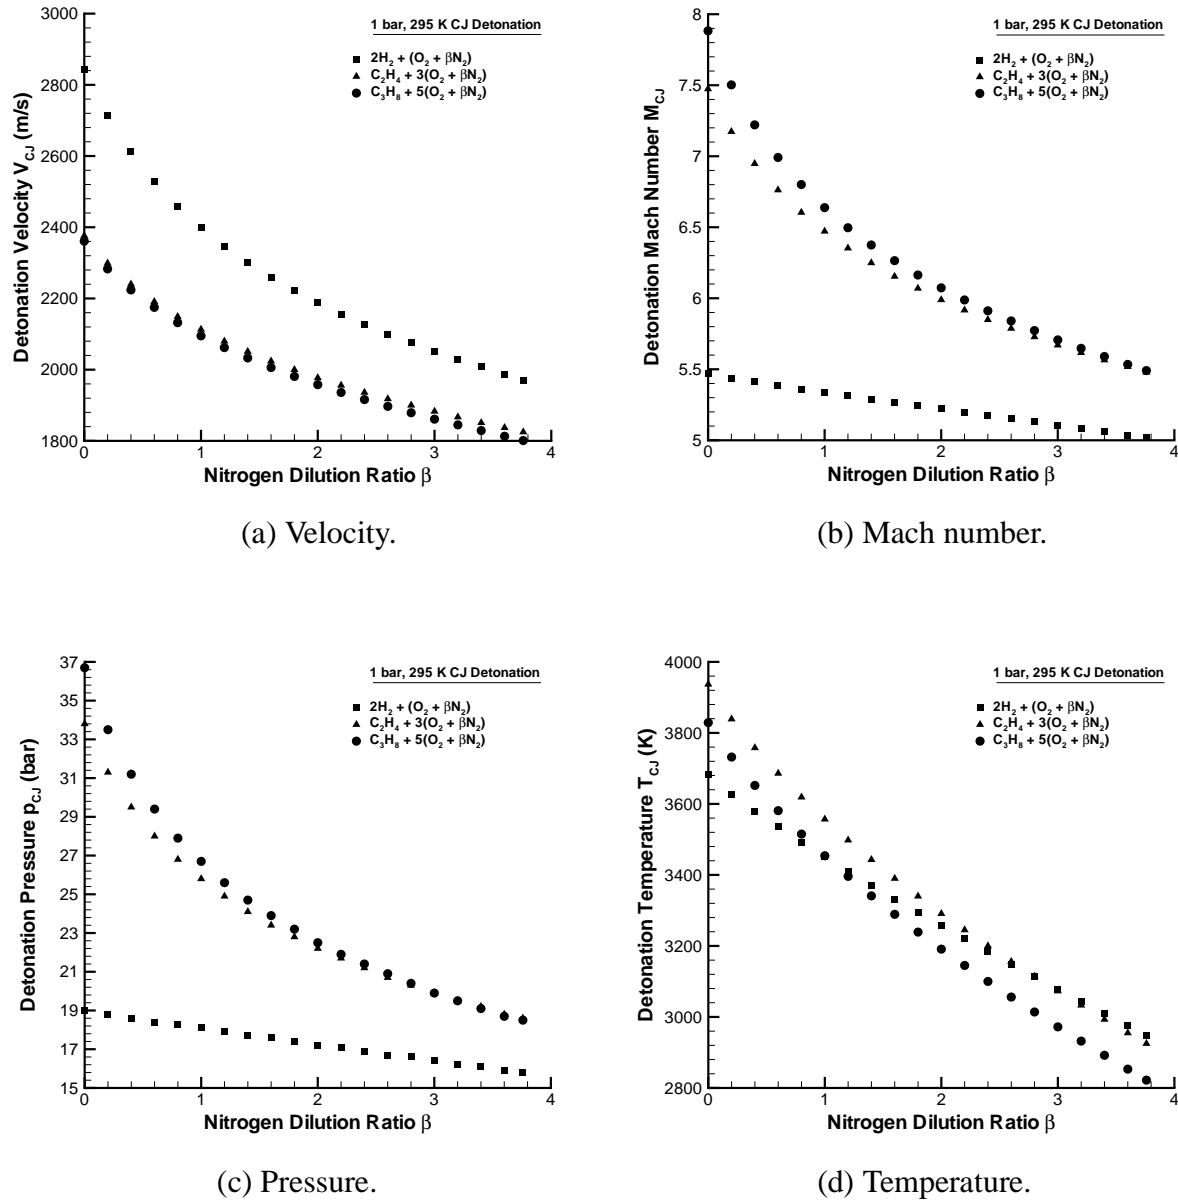 3000
2800
2600
2400
2200
2000
1800
0
1
2
3
4
Detonation Velocity V_CJ (m/s)
Nitrogen Dilution Ratio β
1 bar, 295 K CJ Detonation
2H₂ + (O₂ + βN₂)
C₂H₄ + 3(O₂ + βN₂)
C₃H₈ + 5(O₂ + βN₂)
(a) Velocity.
8
7.5
7
6.5
6
5.5
5
0
1
2
3
4
Detonation Mach Number M_CJ
Nitrogen Dilution Ratio β
1 bar, 295 K CJ Detonation
2H₂ + (O₂ + βN₂)
C₂H₄ + 3(O₂ + βN₂)
C₃H₈ + 5(O₂ + βN₂)
(b) Mach number.
37
35
33
31
29
27
25
23
21
19
17
15
0
1
2
3
4
Detonation Pressure p_CJ (bar)
Nitrogen Dilution Ratio β
1 bar, 295 K CJ Detonation
2H₂ + (O₂ + βN₂)
C₂H₄ + 3(O₂ + βN₂)
C₃H₈ + 5(O₂ + βN₂)
(c) Pressure.
4000
3800
3600
3400
3200
3000
2800
0
1
2
3
4
Detonation Temperature T_CJ (K)
Nitrogen Dilution Ratio β
1 bar, 295 K CJ Detonation
2H₂ + (O₂ + βN₂)
C₂H₄ + 3(O₂ + βN₂)
C₃H₈ + 5(O₂ + βN₂)
(d) Temperature.